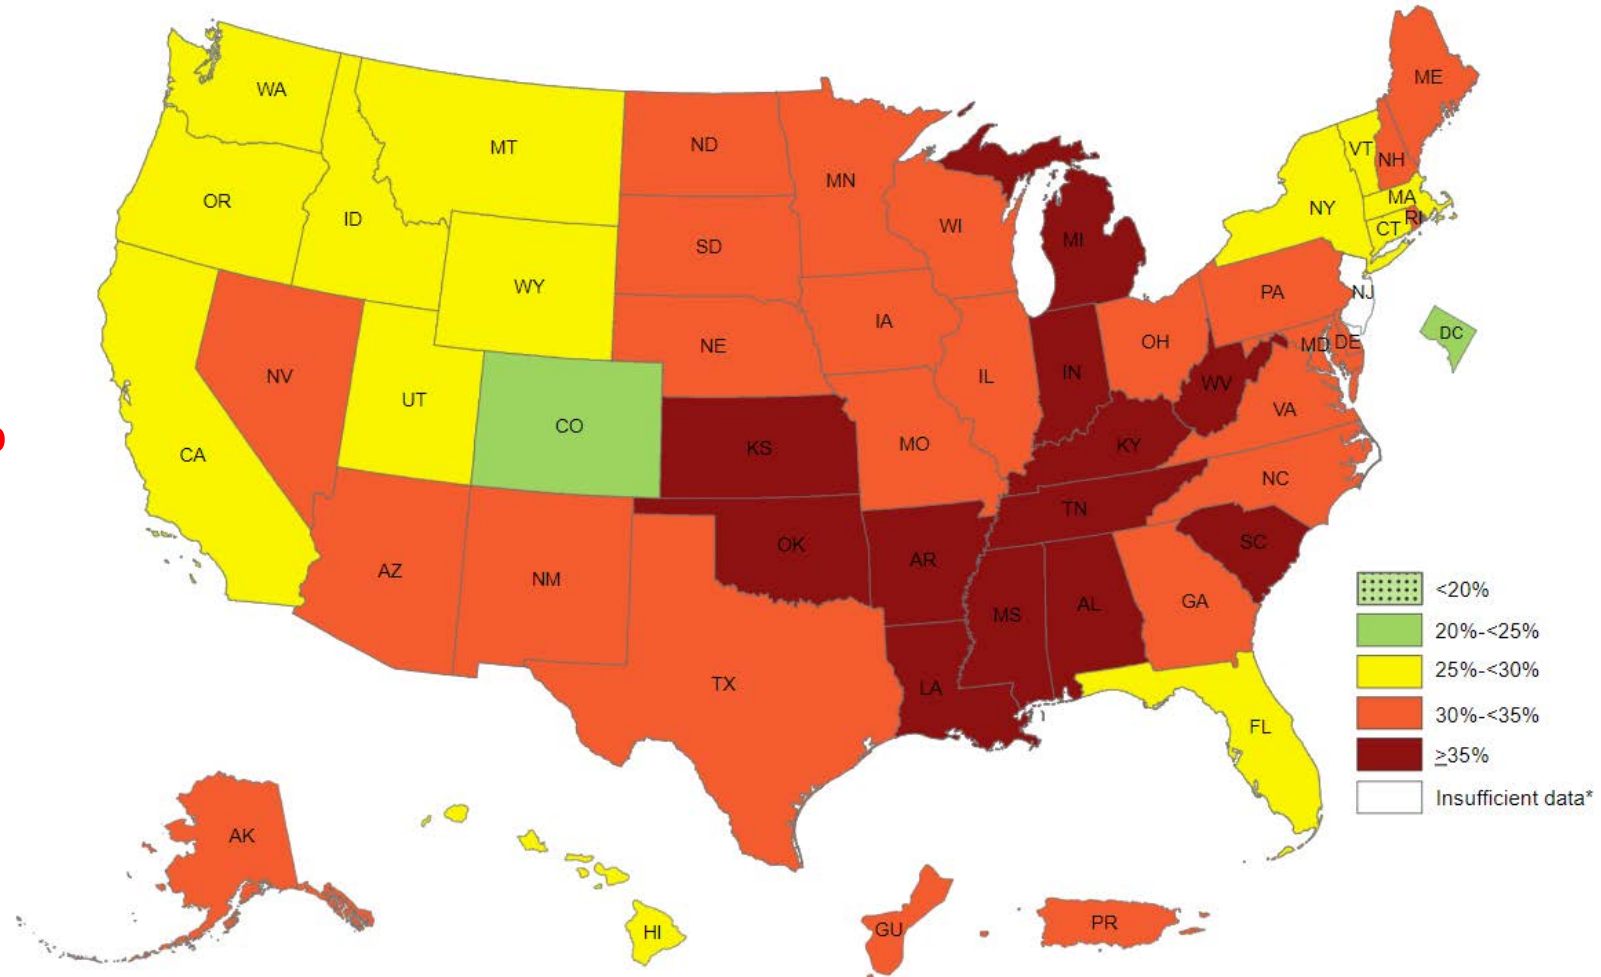 ME
WA
MT
ND
VT
NH
MN
OR
ID
MA
NY
RI
CT
WI
MI
SD
WY
PA
NJ
IA
DC
OH
MD
DE
NE
NV
IL
IN
WV
UT
VA
CO
KY
KS
MO
CA
NC
TN
SC
OK
AR
AZ
NM
<20%
GA
AL
MS
20%-<25%
25%-<30%
TX
LA
30%-<35%
FL
≥35%
Insufficient data*
AK
PR
GU
HI